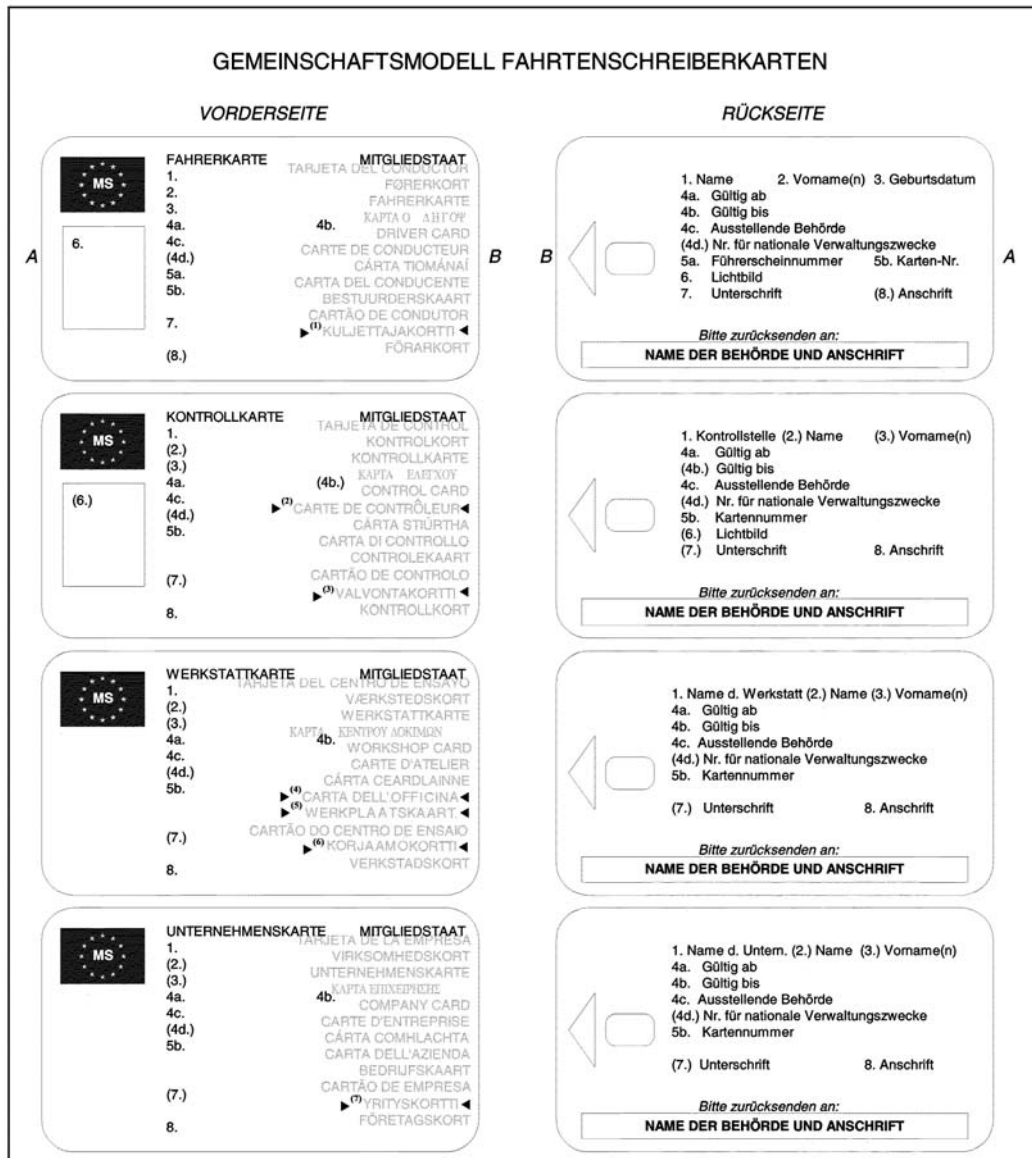 GEMEINSCHAFTSMODELL FAHRTENSCHREIBERKARTEN
VORDERSEITE
RÜCKSEITE
MS
FAHRERKARTE MITGLIEDSTAAT
TARJETA DEL CONDUCTOR
1.
FØRERKORT
2.
FAHRERKARTE
3.
ΚΑΡΤΑ Ο ΔΗΓΟΥ
4a. 4b.
DRIVER CARD
4c.
CARTE DE CONDUCTEUR
(4d.)
CÁRTA TIOMÁNAÍ
5a.
CARTA DEL CONDUCENTE
5b.
BESTUURDERSKAART
CARTÃO DE CONDUTOR
7.
►(1) KULJETTAJAKORTTI ◄
FÖRARKORT
(8.)
6.
A
B
B
1. Name 2. Vorname(n) 3. Geburtsdatum
4a. Gültig ab
4b. Gültig bis
4c. Ausstellende Behörde
(4d.) Nr. für nationale Verwaltungszwecke
5a. Führerscheinnummer 5b. Karten-Nr.
6. Lichtbild
7. Unterschrift (8.) Anschrift
Bitte zurücksenden an:
NAME DER BEHÖRDE UND ANSCHRIFT
A
MS
KONTROLLKARTE MITGLIEDSTAAT
TARJETA DE CONTROL
1.
KONTROLKORT
(2.)
KONTROLLKARTE
(3.)
ΚΑΡΤΑ ΕΛΕΓΧΟΥ
4a. (4b.)
CONTROL CARD
4c.
►(2) CARTE DE CONTRÔLEUR ◄
(4d.)
CÁRTA STIÚRTHA
5b.
CARTA DI CONTROLLO
CONTROLEKAART
CARTÃO DE CONTROLO
(7.)
►(3) VALVONTAKORTTI ◄
KONTROLLKORT
8.
(6.)
1. Kontrollstelle (2.) Name (3.) Vorname(n)
4a. Gültig ab
(4b.) Gültig bis
4c. Ausstellende Behörde
(4d.) Nr. für nationale Verwaltungszwecke
5b. Kartennummer
(6.) Lichtbild
(7.) Unterschrift 8. Anschrift
Bitte zurücksenden an:
NAME DER BEHÖRDE UND ANSCHRIFT
MS
WERKSTATTKARTE MITGLIEDSTAAT
TARJETA DEL CENTRO DE ENSAYO
1.
VÆRKSTEDSKORT
(2.)
WERKSTATTKARTE
(3.)
ΚΑΡΤΑ ΚΕΝΤΡΟΥ ΔΟΚΙΜΩΝ
4a. 4b.
WORKSHOP CARD
4c.
CARTE D'ATELIER
(4d.)
CÁRTA CEARDLAINNE
5b.
►(4) CARTA DELL'OFFICINA ◄
►(5) WERKPLAATSKAART. ◄
CARTÃO DO CENTRO DE ENSAIO
(7.)
►(6) KORJAAMOKORTTI ◄
VERKSTADSKORT
8.
1. Name d. Werkstatt (2.) Name (3.) Vorname(n)
4a. Gültig ab
4b. Gültig bis
4c. Ausstellende Behörde
(4d.) Nr. für nationale Verwaltungszwecke
5b. Kartennummer
(7.) Unterschrift 8. Anschrift
Bitte zurücksenden an:
NAME DER BEHÖRDE UND ANSCHRIFT
MS
UNTERNEHMENSKARTE MITGLIEDSTAAT
TARJETA DE LA EMPRESA
1.
VIRKSOMHEDSKORT
(2.)
UNTERNEHMENSKARTE
(3.)
ΚΑΡΤΑ ΕΠΙΧΕΙΡΗΣΗΣ
4a. 4b.
COMPANY CARD
4c.
CARTE D'ENTREPRISE
(4d.)
CÁRTA COMHLACHTA
5b.
CARTA DELL'AZIENDA
BEDRIJFSKAART
CARTÃO DE EMPRESA
(7.)
►(7) YRITYSKORTTI ◄
FÖRETAGSKORT
8.
1. Name d. Untern. (2.) Name (3.) Vorname(n)
4a. Gültig ab
4b. Gültig bis
4c. Ausstellende Behörde
(4d.) Nr. für nationale Verwaltungszwecke
5b. Kartennummer
(7.) Unterschrift 8. Anschrift
Bitte zurücksenden an:
NAME DER BEHÖRDE UND ANSCHRIFT